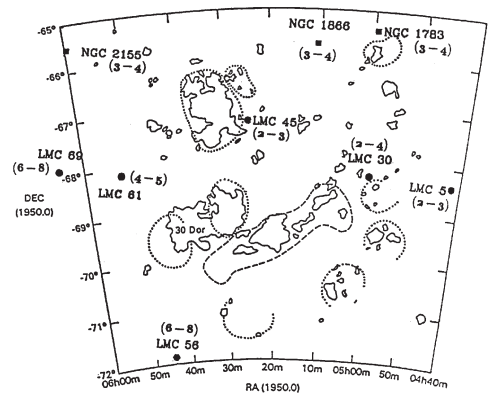 -65°
NGC 1866
NGC 1783
NGC 2155
(3-4)
(3-4)
(3-4)
-66°
-67°
LMC 45
(2-3)
(2-4)
LMC 69
LMC 30
(6-8)
(4-5)
-68°
LMC 61
LMC 5
(2-3)
DEC
(1950.0)
-69°
30 Dor
-70°
-71°
(6-8)
LMC 56
-72°
06h00m
50m
40m
30m
20m
10m
05h00m
50m
04h40m
RA (1950.0)